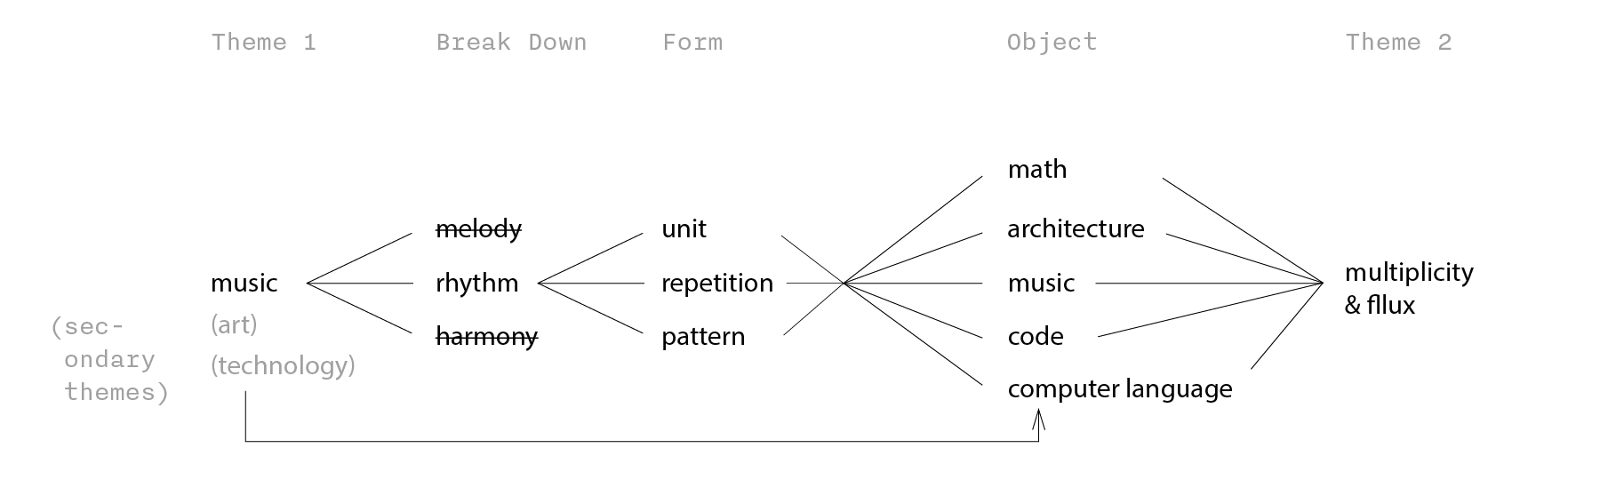 Theme 1
Break Down
Form
Object
Theme 2
music
(art)
(technology)
(sec-
ondary
themes)
melody
rhythm
harmony
unit
repetition
pattern
math
architecture
music
code
computer language
multiplicity
& fllux